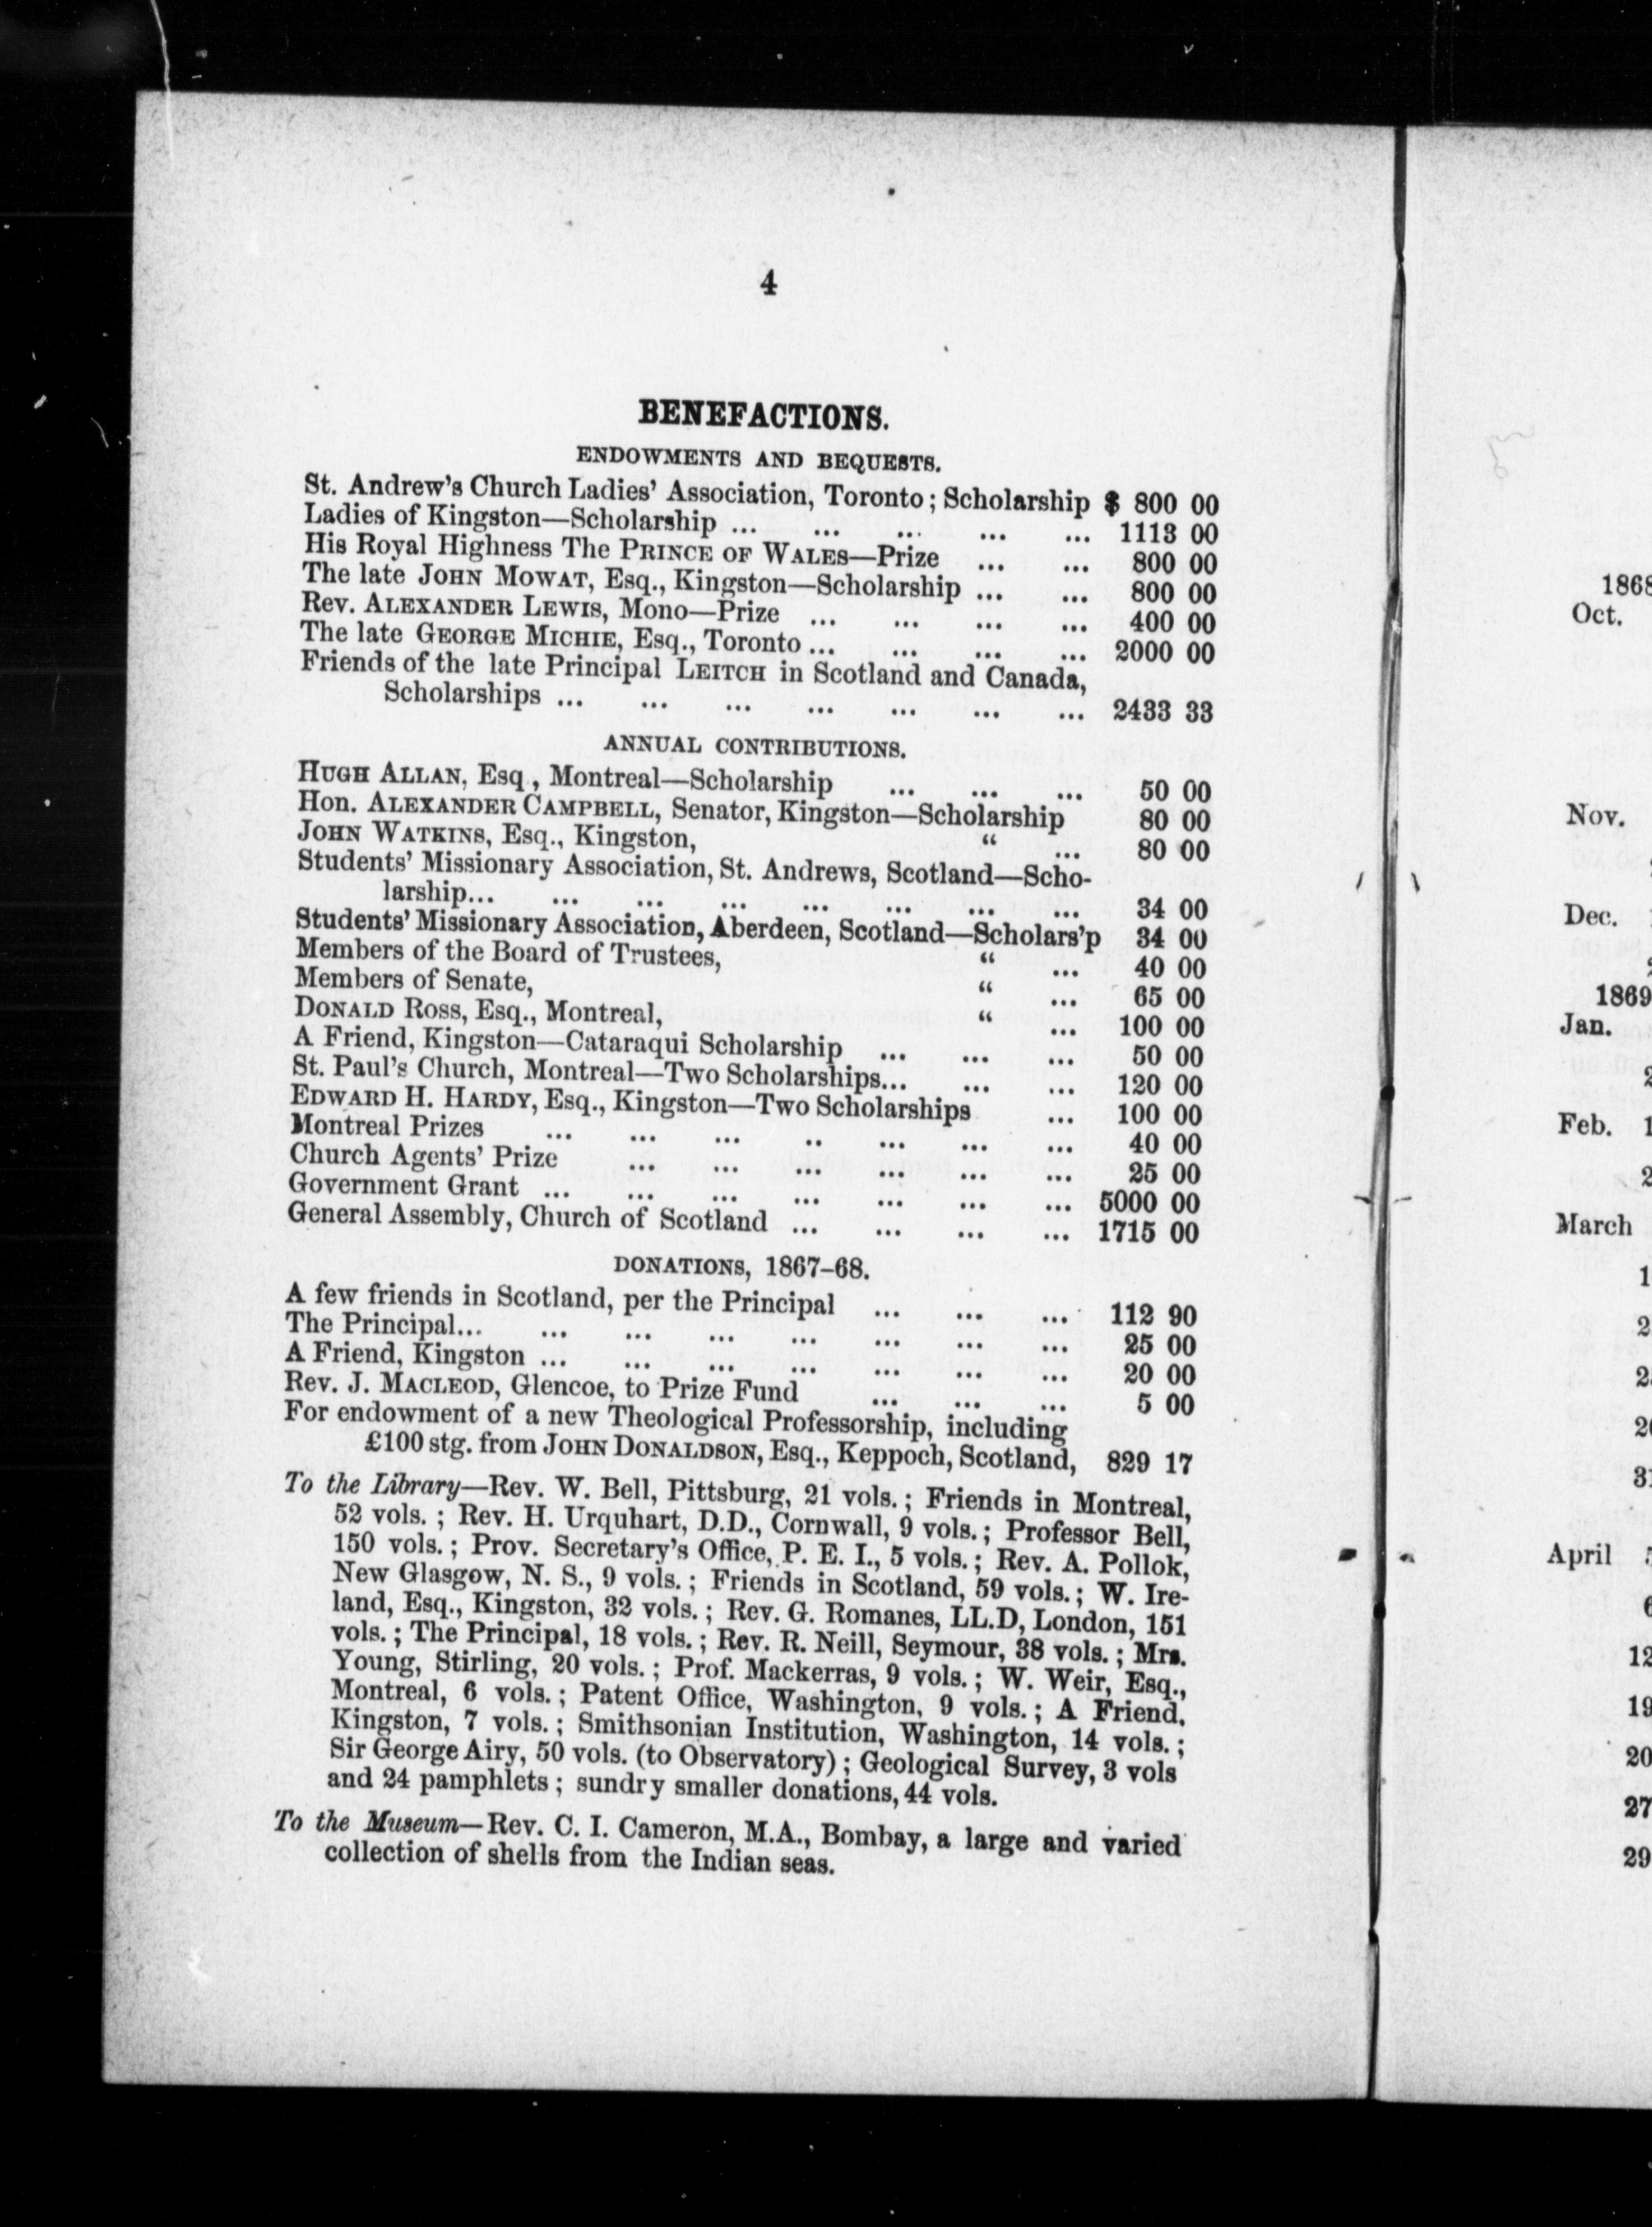 4
BENEFACTIONS.
ENDOWMENTS AND BEQUESTS.
St. Andrew's Church Ladies' Association, Toronto; Scholarship $ 800 00
Ladies of Kingston—Scholarship ... ... ... ... ... 1113 00
His Royal Highness The PRINCE OF WALES—Prize ... ... 800 00
The late JOHN MOWAT, Esq., Kingston—Scholarship ... ... 800 00
Rev. ALEXANDER LEWIS, Mono—Prize ... ... ... ... 400 00
The late GEORGE MICHIE, Esq., Toronto ... ... ... ... 2000 00
Friends of the late Principal LEITCH in Scotland and Canada,
Scholarships ... ... ... ... ... ... ... 2433 33
ANNUAL CONTRIBUTIONS.
HUGH ALLAN, Esq , Montreal—Scholarship ... ... ... 50 00
Hon. ALEXANDER CAMPBELL, Senator, Kingston—Scholarship 80 00
JOHN WATKINS, Esq., Kingston, “ ... 80 00
Students' Missionary Association, St. Andrews, Scotland—Scho-
larship... ... ... ... ... ... ... ... 34 00
Students' Missionary Association, Aberdeen, Scotland—Scholars'p 34 00
Members of the Board of Trustees, “ ... 40 00
Members of Senate, “ ... 65 00
DONALD ROSS, Esq., Montreal, “ ... 100 00
A Friend, Kingston—Cataraqui Scholarship ... ... ... 50 00
St. Paul's Church, Montreal—Two Scholarships... ... ... 120 00
EDWARD H. HARDY, Esq., Kingston—Two Scholarships ... 100 00
Montreal Prizes ... ... ... .. ... ... ... 40 00
Church Agents' Prize ... ... ... ... ... ... 25 00
Government Grant ... ... ... ... ... ... ... 5000 00
General Assembly, Church of Scotland ... ... ... ... 1715 00
DONATIONS, 1867-68.
A few friends in Scotland, per the Principal ... ... ... 112 90
The Principal... ... ... ... ... ... ... ... 25 00
A Friend, Kingston ... ... ... ... ... ... ... 20 00
Rev. J. MACLEOD, Glencoe, to Prize Fund ... ... ... 5 00
For endowment of a new Theological Professorship, including
£100 stg. from JOHN DONALDSON, Esq., Keppoch, Scotland, 829 17
To the Library—Rev. W. Bell, Pittsburg, 21 vols.; Friends in Montreal,
52 vols. ; Rev. H. Urquhart, D.D., Cornwall, 9 vols.; Professor Bell,
150 vols.; Prov. Secretary's Office, P. E. I., 5 vols.; Rev. A. Pollok,
New Glasgow, N. S., 9 vols.; Friends in Scotland, 59 vols.; W. Ire-
land, Esq., Kingston, 32 vols.; Rev. G. Romanes, LL.D, London, 151
vols.; The Principal, 18 vols.; Rev. R. Neill, Seymour, 38 vols.; Mrs.
Young, Stirling, 20 vols.; Prof. Mackerras, 9 vols.; W. Weir, Esq.,
Montreal, 6 vols.; Patent Office, Washington, 9 vols.; A Friend,
Kingston, 7 vols.; Smithsonian Institution, Washington, 14 vols.;
Sir George Airy, 50 vols. (to Observatory); Geological Survey, 3 vols
and 24 pamphlets; sundry smaller donations, 44 vols.
To the Museum—Rev. C. I. Cameron, M.A., Bombay, a large and varied
collection of shells from the Indian seas.
1868
Oct.
Nov.
Dec.
1869
Jan.
Feb. 1
March
April
12
19
20
27
29